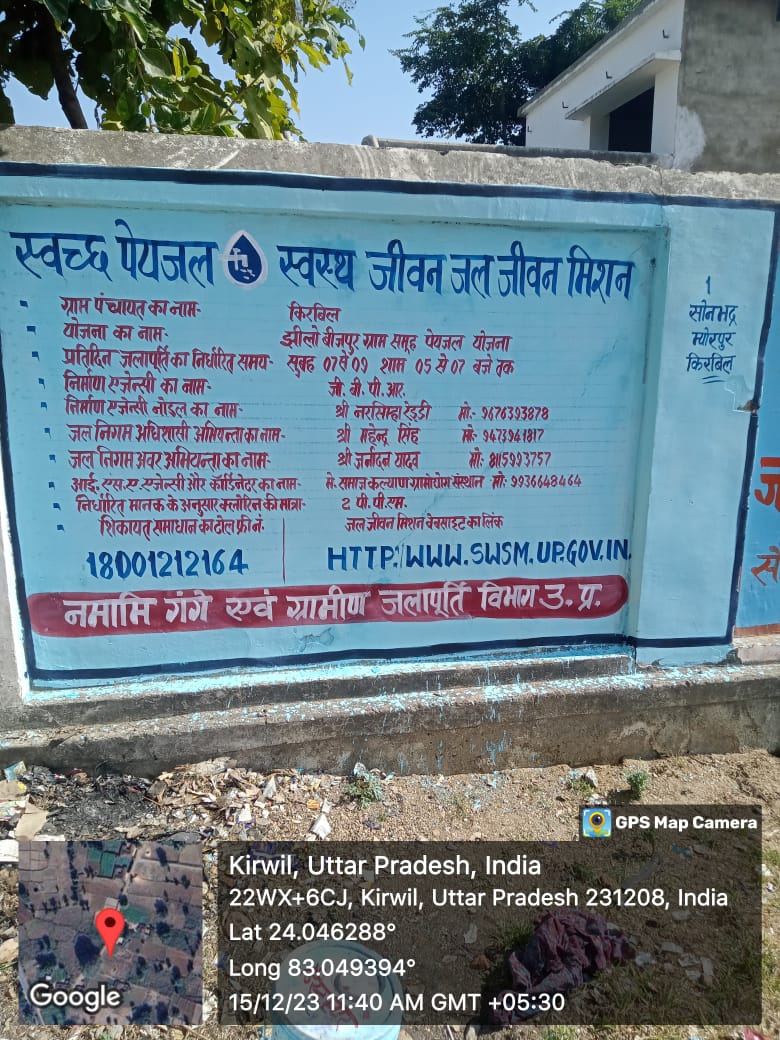 स्वच्छ पेयजल स्वस्थ जीवन जल जीवन मिशन
ग्राम पंचायत का नाम- किरबिल
योजना का नाम- झीलो बीजपुर ग्राम समूह पेयजल योजना
प्रतिदिन जलापूर्ति का निर्धारित समय- सुबह 07 से 09 शाम 05 से 07 बजे तक
निर्माण एजेन्सी का नाम- जी. वी. पी. आर.
निर्माण एजेन्सी नोडल का नाम- श्री नरसिम्हा रेड्डी मो:- 9676393878
जल निगम अधिशासी अभियन्ता का नाम- श्री महेन्द्र सिंह मो:- 9473941817
जल निगम अवर अभियन्ता का नाम- श्री जर्नादन यादव मो:- 8115993757
आई. एस. ए. एजेन्सी और कॉर्डिनेटर का नाम- मे. समाज कल्याण ग्रामोद्योग संस्थान मो: 9936648464
निर्धारित मानक के अनुसार क्लोरिन की मात्रा- 2 पी. पी. एम.
शिकायत समाधान का टोल फ्री नं. जल जीवन मिशन वेबसाइट का लिंक
18001212164 HTTP:WWW.SWSM.UP.GOV.IN.
नमामि गंगे एवं ग्रामीण जलापूर्ति विभाग उ. प्र.
1
सोनभद्र
म्योरपुर
किरबिल
GPS Map Camera
Kirwil, Uttar Pradesh, India
22WX+6CJ, Kirwil, Uttar Pradesh 231208, India
Lat 24.046288°
Long 83.049394°
15/12/23 11:40 AM GMT +05:30
Google